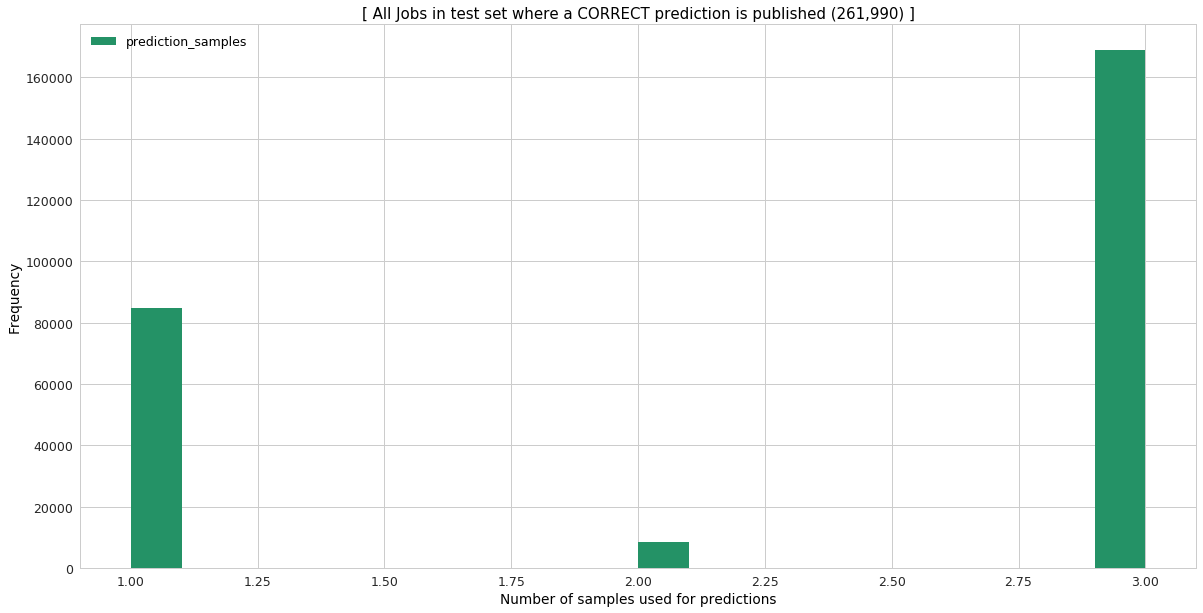 [ All Jobs in test set where a CORRECT prediction is published (261,990) ]
prediction_samples
160000
140000
120000
100000
80000
60000
40000
20000
0
Frequency
1.00 1.25 1.50 1.75 2.00 2.25 2.50 2.75 3.00
Number of samples used for predictions